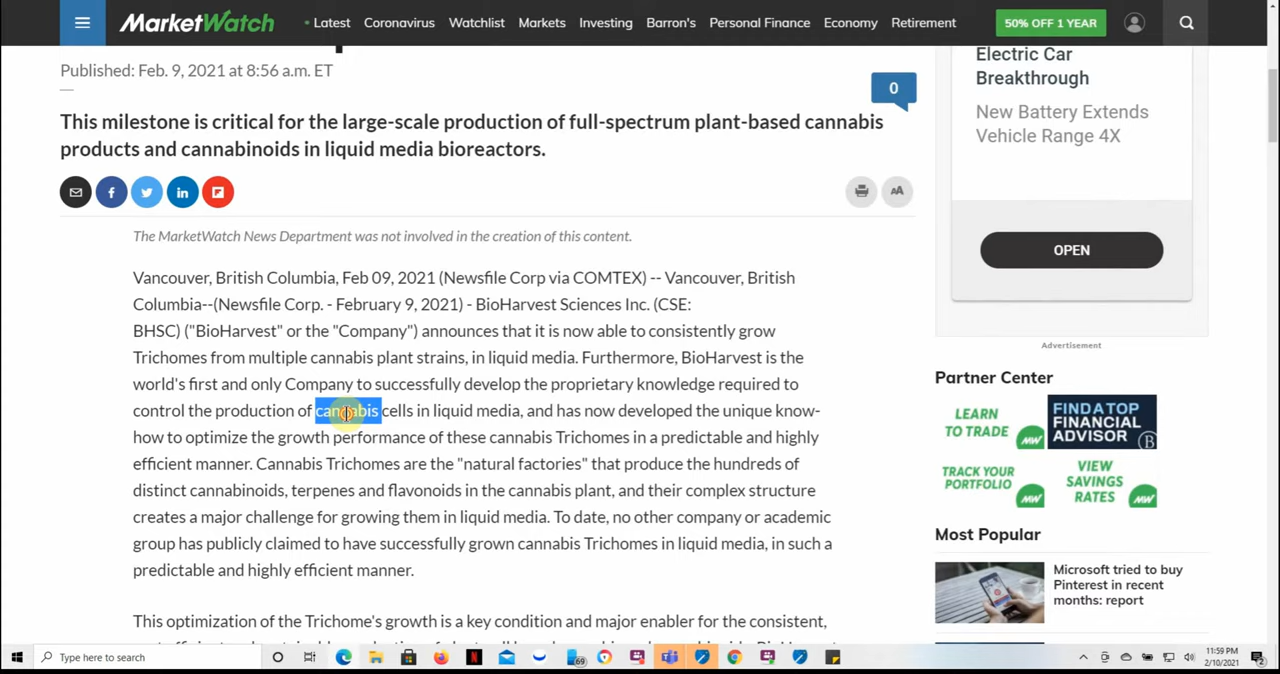 MarketWatch
Latest Coronavirus Watchlist Markets Investing Barron's Personal Finance Economy Retirement
50% OFF 1 YEAR
Published: Feb. 9, 2021 at 8:56 a.m. ET
0
This milestone is critical for the large-scale production of full-spectrum plant-based cannabis
products and cannabinoids in liquid media bioreactors.
AA
The MarketWatch News Department was not involved in the creation of this content.
Vancouver, British Columbia, Feb 09, 2021 (Newsfile Corp via COMTEX) -- Vancouver, British
Columbia--(Newsfile Corp. - February 9, 2021) - BioHarvest Sciences Inc. (CSE:
BHSC) ("BioHarvest" or the "Company") announces that it is now able to consistently grow
Trichomes from multiple cannabis plant strains, in liquid media. Furthermore, BioHarvest is the
world's first and only Company to successfully develop the proprietary knowledge required to
control the production of cannabis cells in liquid media, and has now developed the unique know-
how to optimize the growth performance of these cannabis Trichomes in a predictable and highly
efficient manner. Cannabis Trichomes are the "natural factories" that produce the hundreds of
distinct cannabinoids, terpenes and flavonoids in the cannabis plant, and their complex structure
creates a major challenge for growing them in liquid media. To date, no other company or academic
group has publicly claimed to have successfully grown cannabis Trichomes in liquid media, in such a
predictable and highly efficient manner.
This optimization of the Trichome's growth is a key condition and major enabler for the consistent,
Electric Car
Breakthrough
New Battery Extends
Vehicle Range 4X
OPEN
Advertisement
Partner Center
LEARN
TO TRADE
MW
FIND A TOP
FINANCIAL
ADVISOR
B
TRACK YOUR
PORTFOLIO
MW
VIEW
SAVINGS
RATES
MW
Most Popular
Microsoft tried to buy
Pinterest in recent
months: report
Type here to search
69
11:59 PM
2/10/2021
2